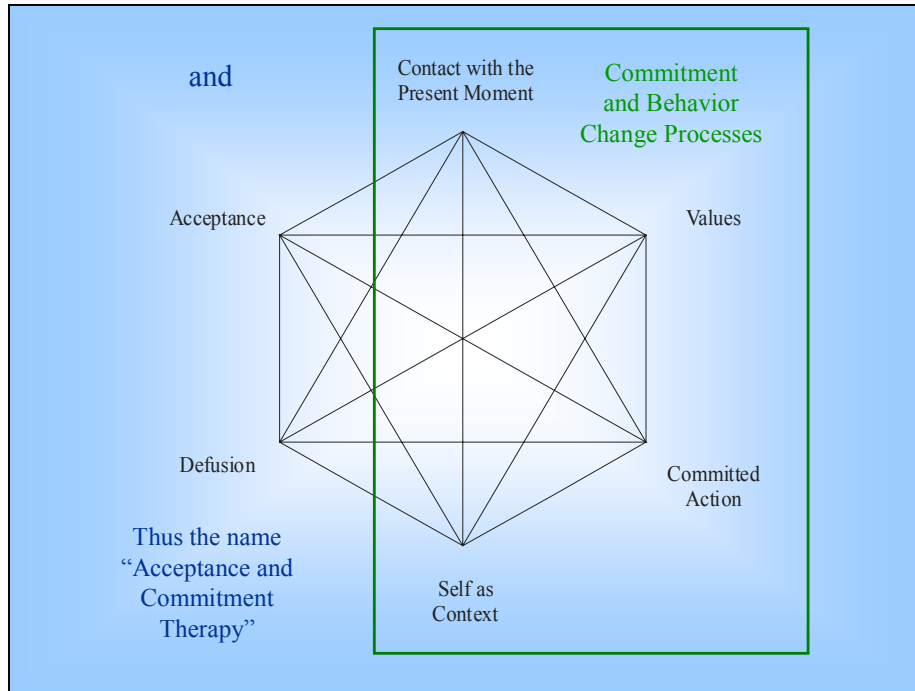 and
Contact with the
Present Moment
Commitment
and Behavior
Change Processes
Acceptance
Values
Defusion
Committed
Action
Thus the name
“Acceptance and
Commitment
Therapy”
Self as
Context